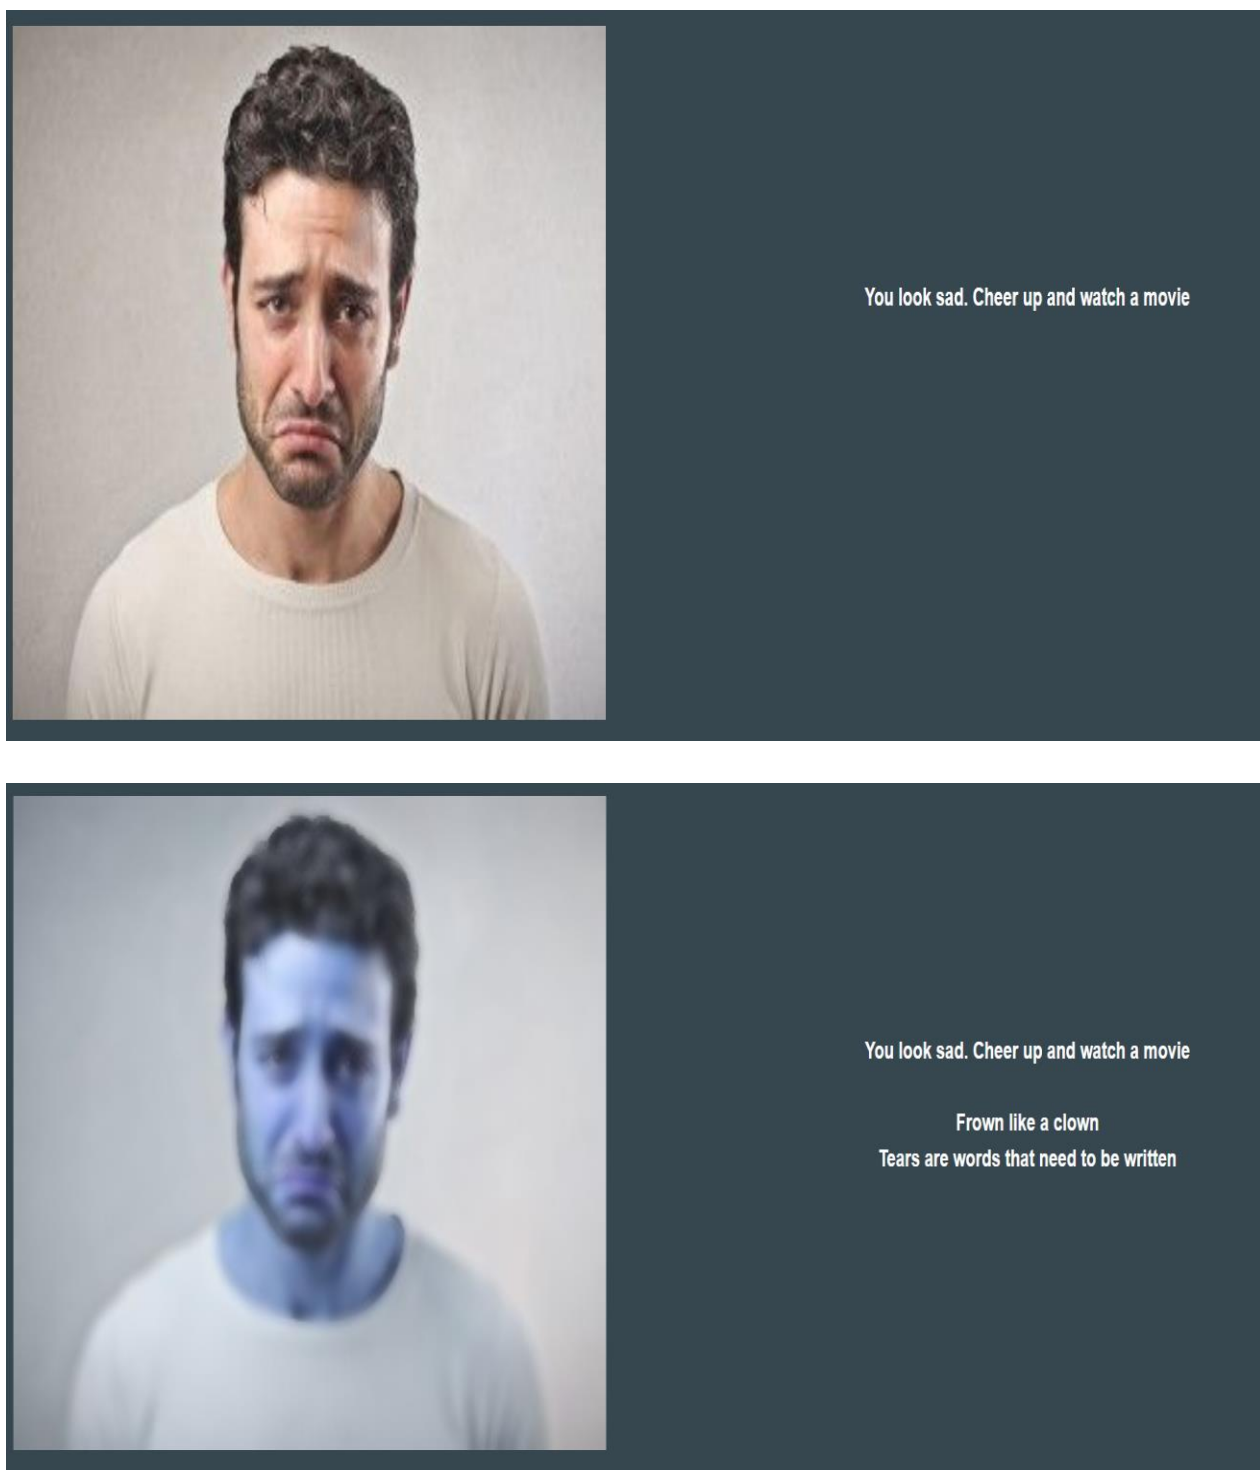 You look sad. Cheer up and watch a movie
You look sad. Cheer up and watch a movie
Frown like a clown
Tears are words that need to be written